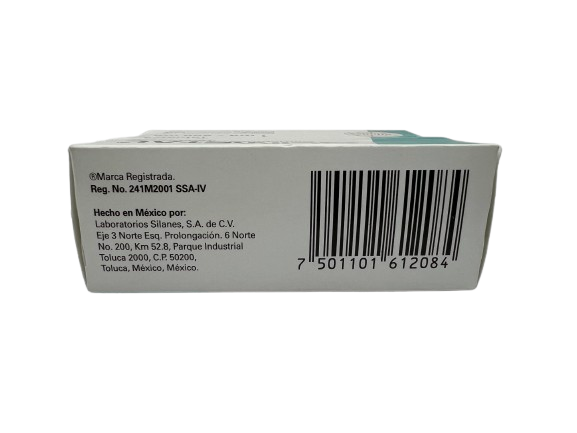 ®Marca Registrada.
Reg. No. 241M2001 SSA-IV
Hecho en México por:
Laboratorios Silanes, S.A. de C.V.
Eje 3 Norte Esq. Prolongación. 6 Norte
No. 200, Km 52.8, Parque Industrial
Toluca 2000, C.P. 50200,
Toluca, México, México.
7 501101 612084